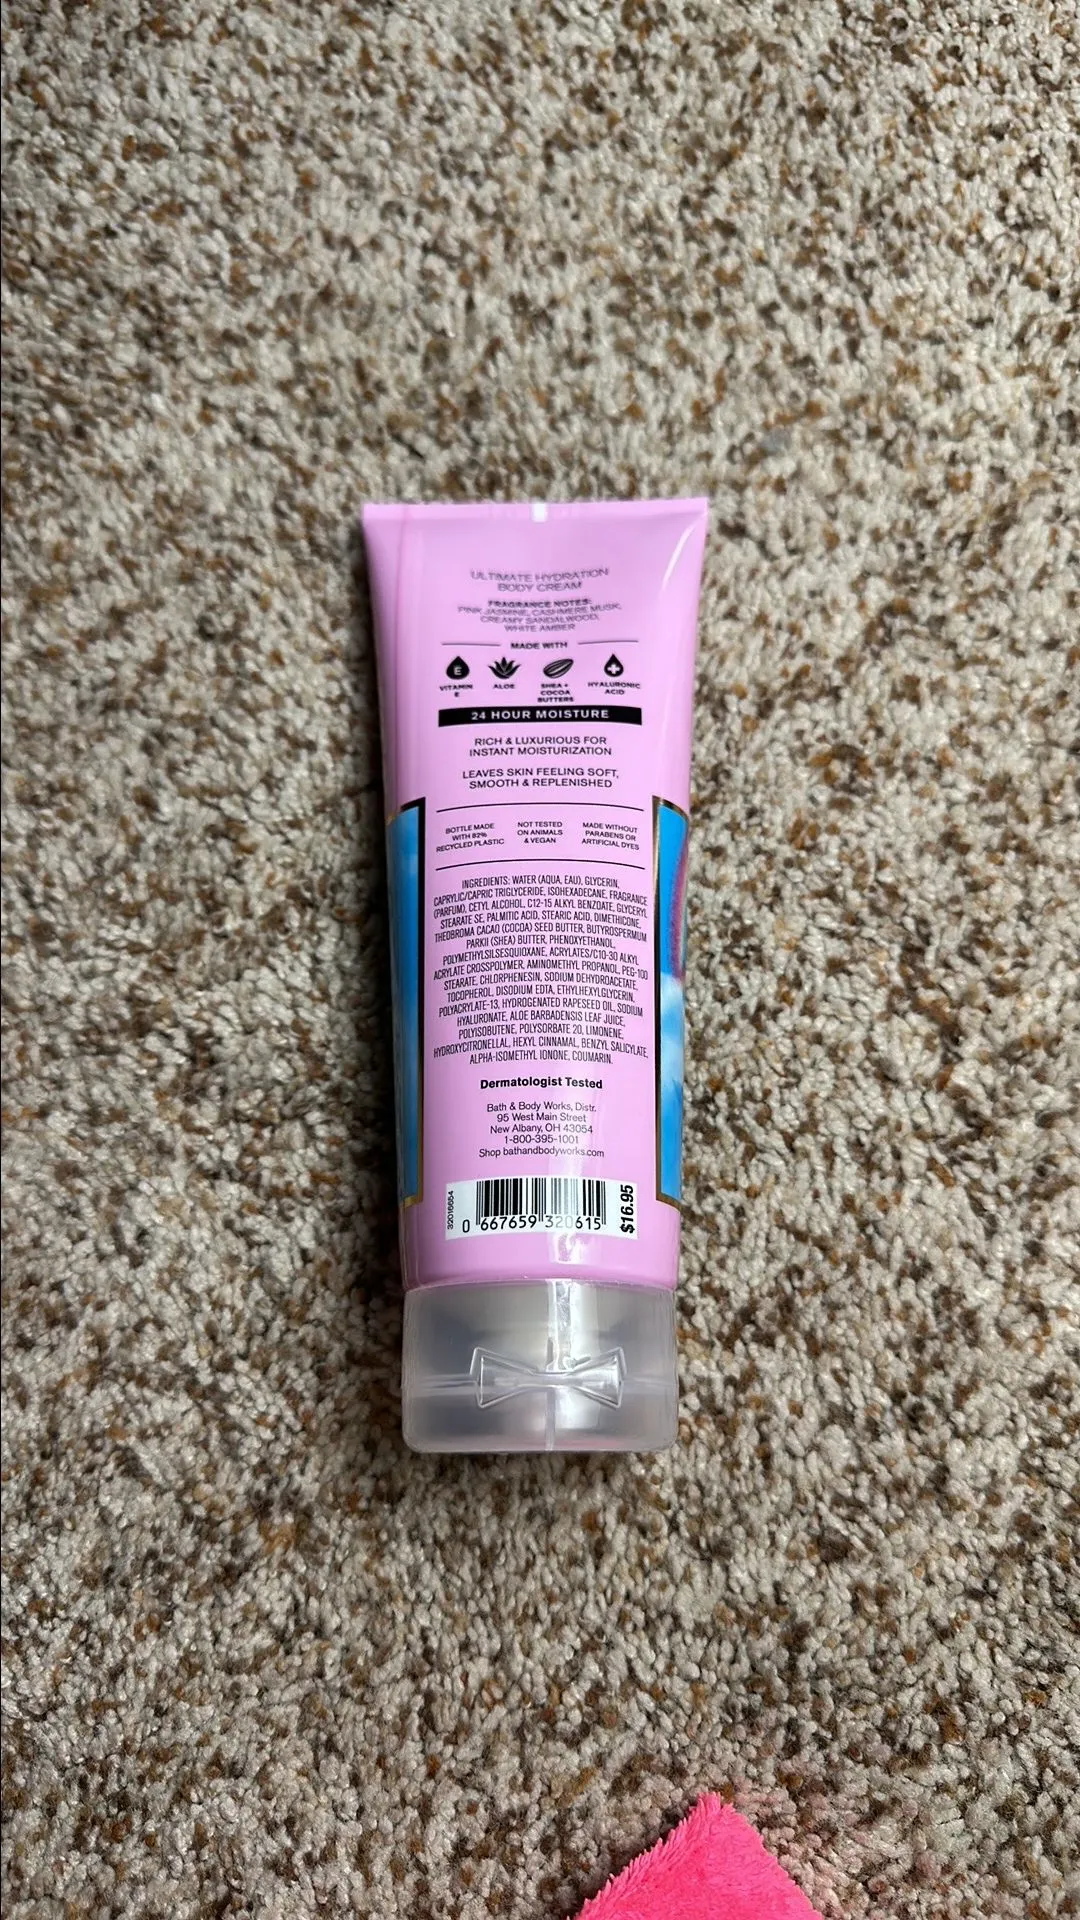 ULTIMATE HYDRATION
BODY CREAM
FRAGRANCE NOTES:
PINK JASMINE, CASHMERE MUSK,
CREAMY SANDALWOOD,
WHITE AMBER
MADE WITH
E
VITAMIN
E
ALOE
SHEA +
COCOA
BUTTERS
HYALURONIC
ACID
24 HOUR MOISTURE
RICH & LUXURIOUS FOR
INSTANT MOISTURIZATION
LEAVES SKIN FEELING SOFT,
SMOOTH & REPLENISHED
BOTTLE MADE
WITH 82%
RECYCLED PLASTIC
NOT TESTED
ON ANIMALS
& VEGAN
MADE WITHOUT
PARABENS OR
ARTIFICIAL DYES
INGREDIENTS: WATER (AQUA, EAU), GLYCERIN,
CAPRYLIC/CAPRIC TRIGLYCERIDE, ISOHEXADECANE, FRAGRANCE
(PARFUM), CETYL ALCOHOL, C12-15 ALKYL BENZOATE, GLYCERYL
STEARATE SE, PALMITIC ACID, STEARIC ACID, DIMETHICONE,
THEOBROMA CACAO (COCOA) SEED BUTTER, BUTYROSPERMUM
PARKII (SHEA) BUTTER, PHENOXYETHANOL,
POLYMETHYLSILSESQUIOXANE, ACRYLATES/C10-30 ALKYL
ACRYLATE CROSSPOLYMER, AMINOMETHYL PROPANOL, PEG-100
STEARATE, CHLORPHENESIN, SODIUM DEHYDROACETATE,
TOCOPHEROL, DISODIUM EDTA, ETHYLHEXYLGLYCERIN,
POLYACRYLATE-13, HYDROGENATED RAPESEED OIL, SODIUM
HYALURONATE, ALOE BARBADENSIS LEAF JUICE,
POLYISOBUTENE, POLYSORBATE 20, LIMONENE,
HYDROXYCITRONELLAL, HEXYL CINNAMAL, BENZYL SALICYLATE,
ALPHA-ISOMETHYL IONONE, COUMARIN.
Dermatologist Tested
Bath & Body Works, Distr.
95 West Main Street
New Albany, OH 43054
1-800-395-1001
Shop bathandbodyworks.com
32016654
0 667659 320615
$16.95